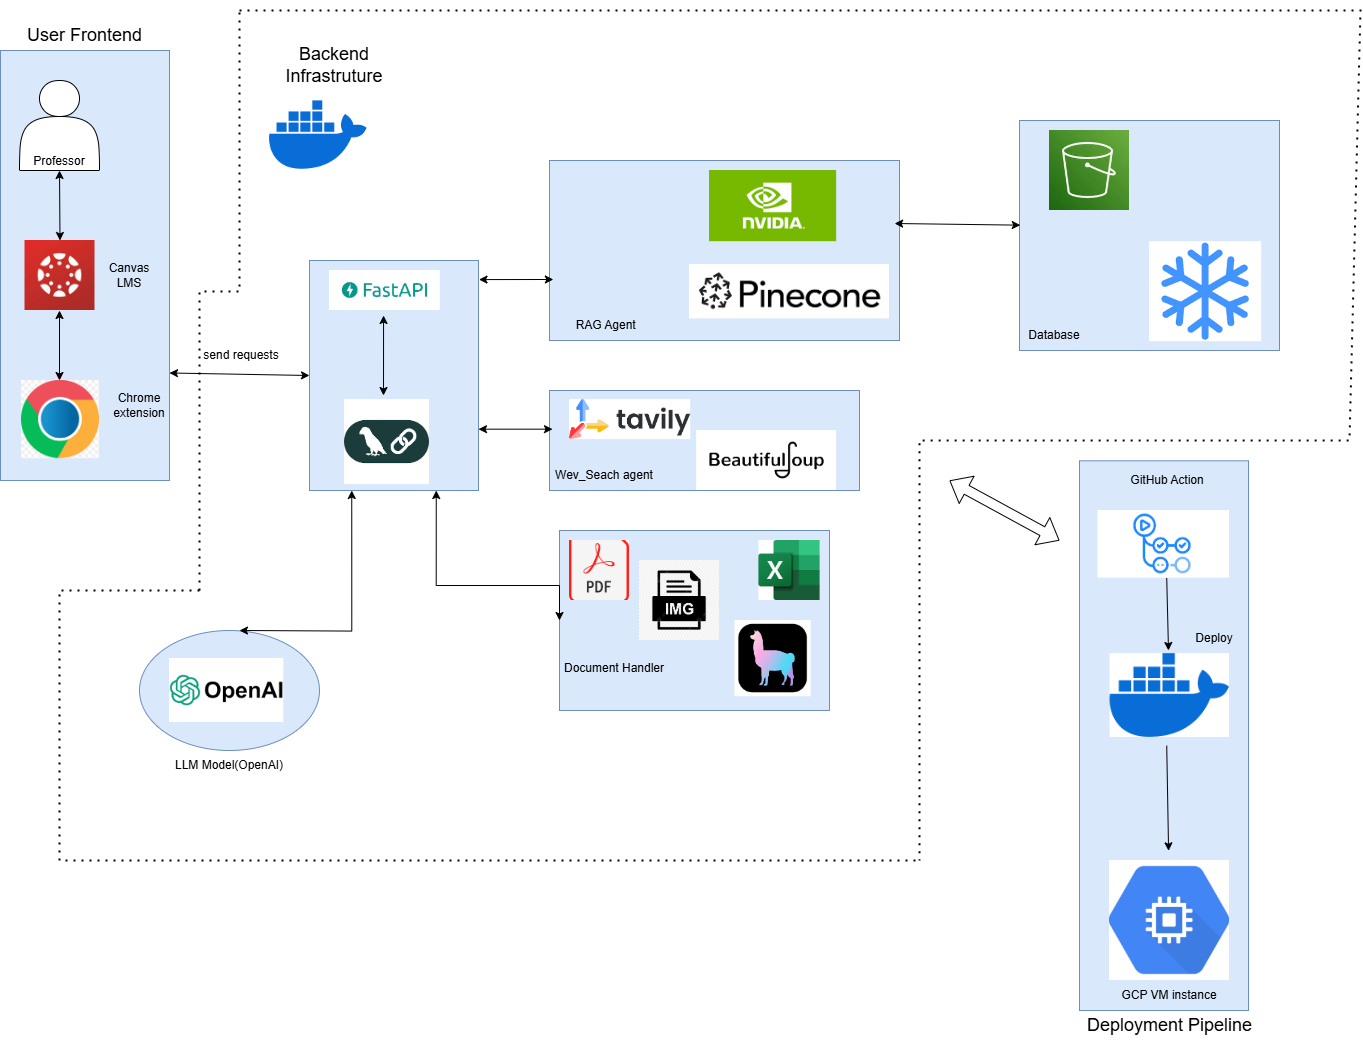 User Frontend
Backend
Infrastruture
Professor
Canvas
LMS
Chrome
extension
send requests
FastAPI
NVIDIA.
Pinecone
RAG Agent
Database
tavily
BeautifulSoup
Wev_Seach agent
PDF
IMG
X
Document Handler
OpenAI
LLM Model(OpenAI)
GitHub Action
Deploy
GCP VM instance
Deployment Pipeline